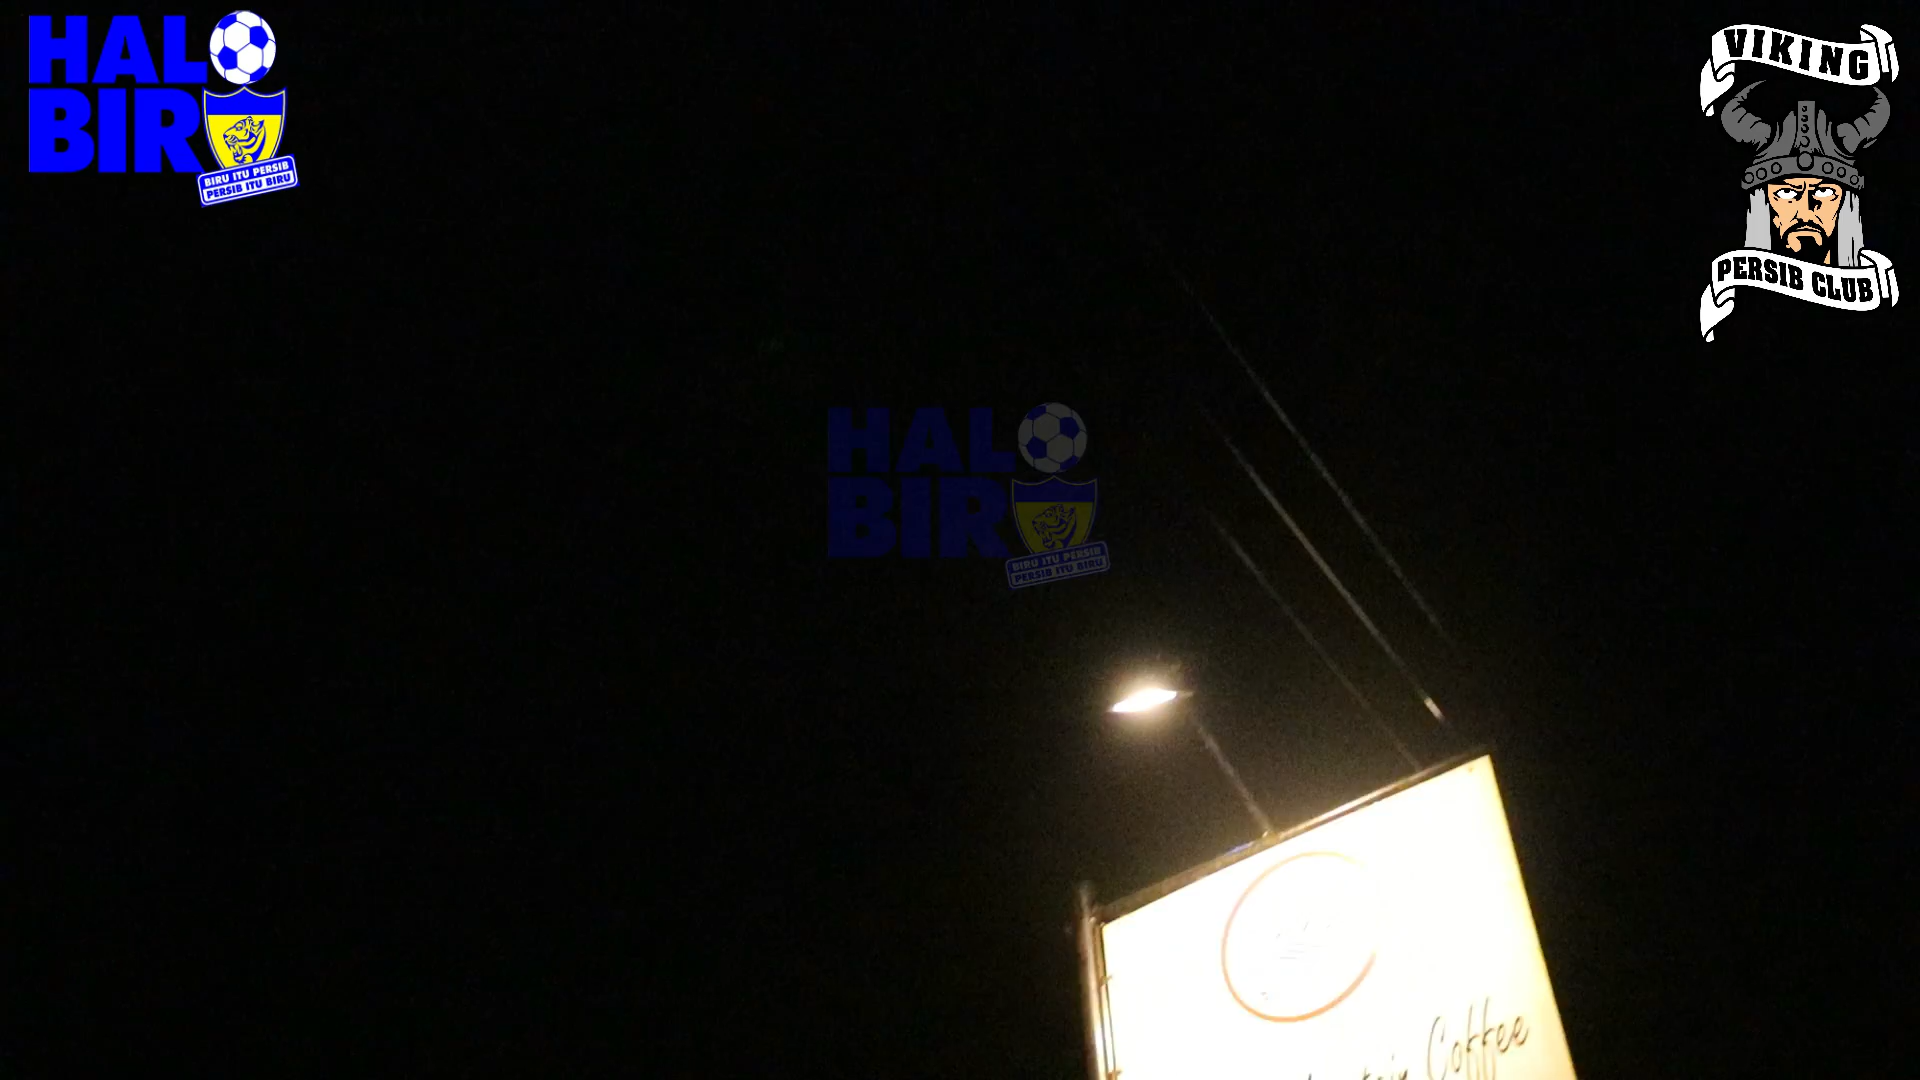 HALO
BIRU
BIRU ITU PERSIB
PERSIB ITU BIRU
VIKING
PERSIB CLUB
HALO
BIRU
BIRU ITU PERSIB
PERSIB ITU BIRU
Coffee